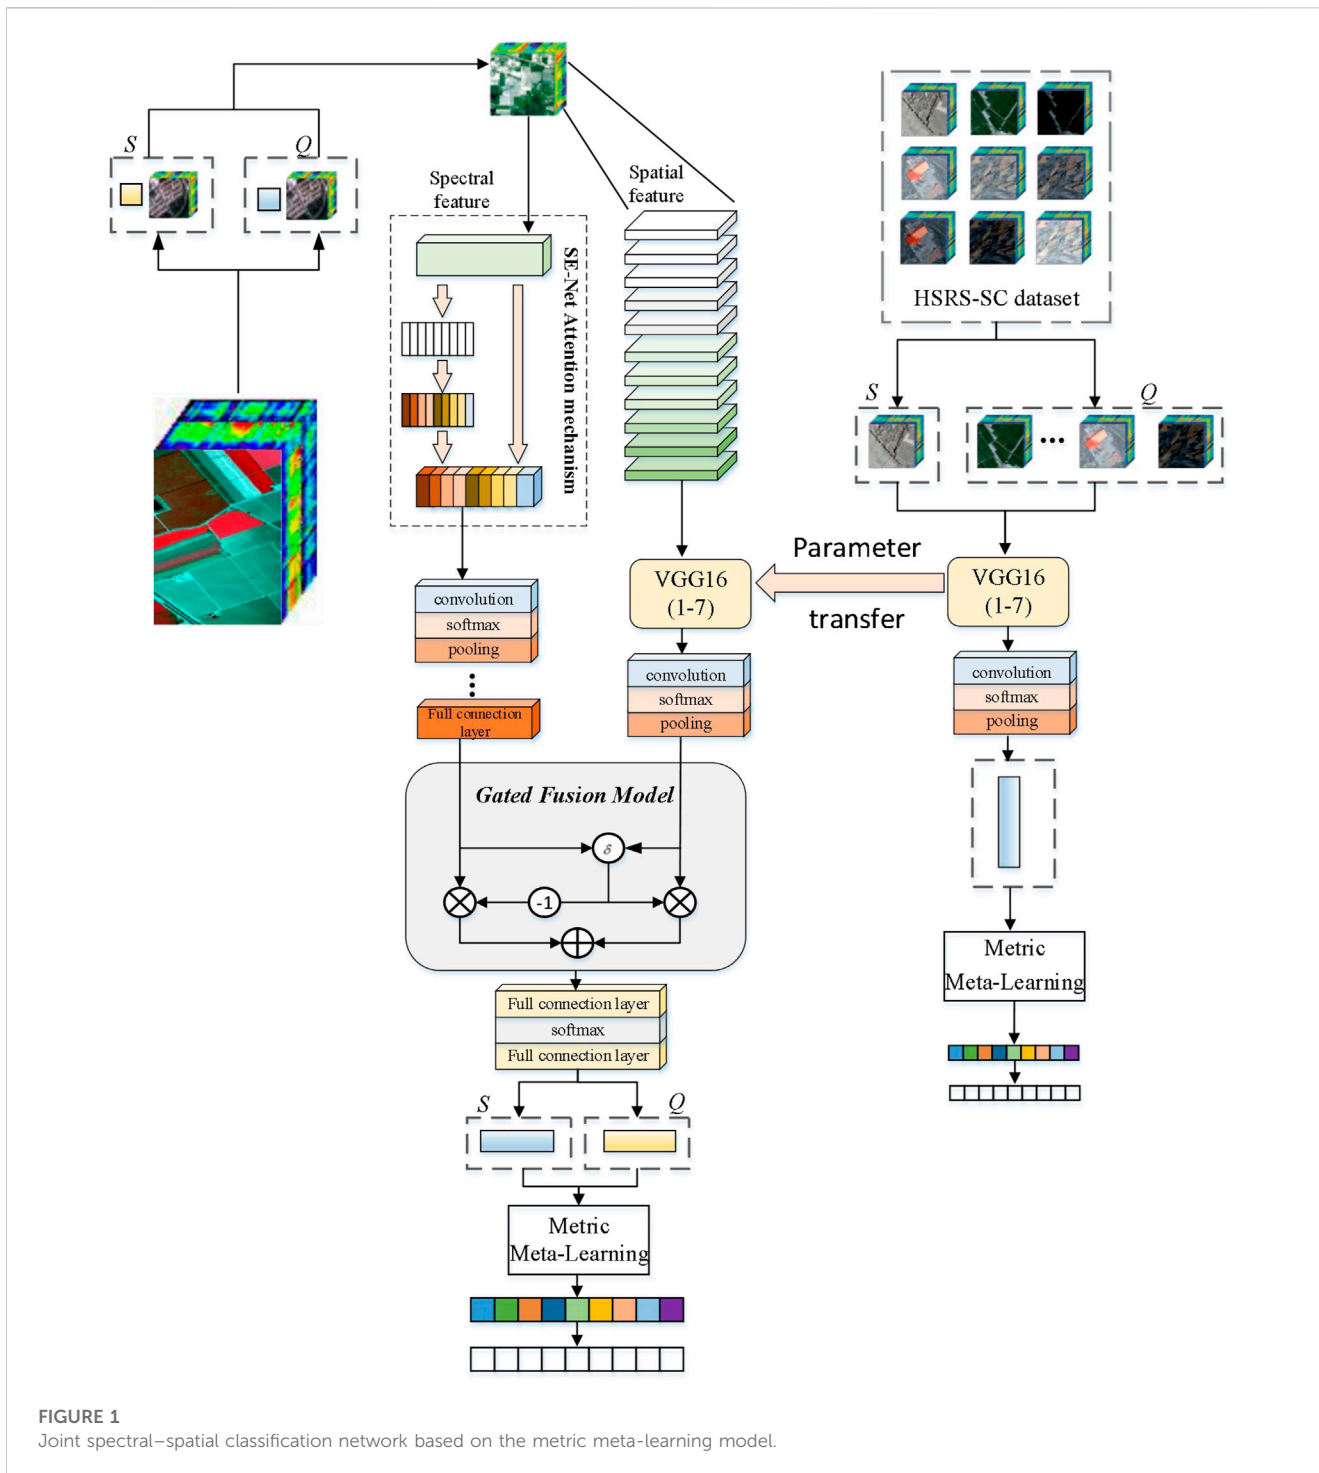 S
Q
Spectral
feature
Spatial
feature
SE-Net Attention mechanism
HSRS-SC dataset
S
Q
Parameter
transfer
VGG16
(1-7)
VGG16
(1-7)
convolution
softmax
pooling
Full connection
layer
convolution
softmax
pooling
convolution
softmax
pooling
Gated Fusion Model
δ
-1
Full connection layer
softmax
Full connection layer
S
Q
Metric
Meta-Learning
Metric
Meta-Learning
FIGURE 1
Joint spectral–spatial classification network based on the metric meta-learning model.